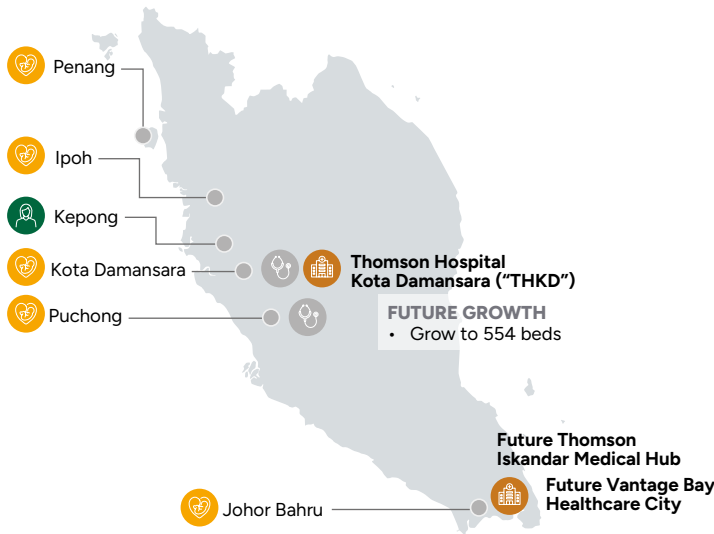 Penang
Ipoh
Kepong
Kota Damansara
Thomson Hospital
Kota Damansara (“THKD”)
Puchong
FUTURE GROWTH
• Grow to 554 beds
Future Thomson
Iskandar Medical Hub
Future Vantage Bay
Healthcare City
Johor Bahru